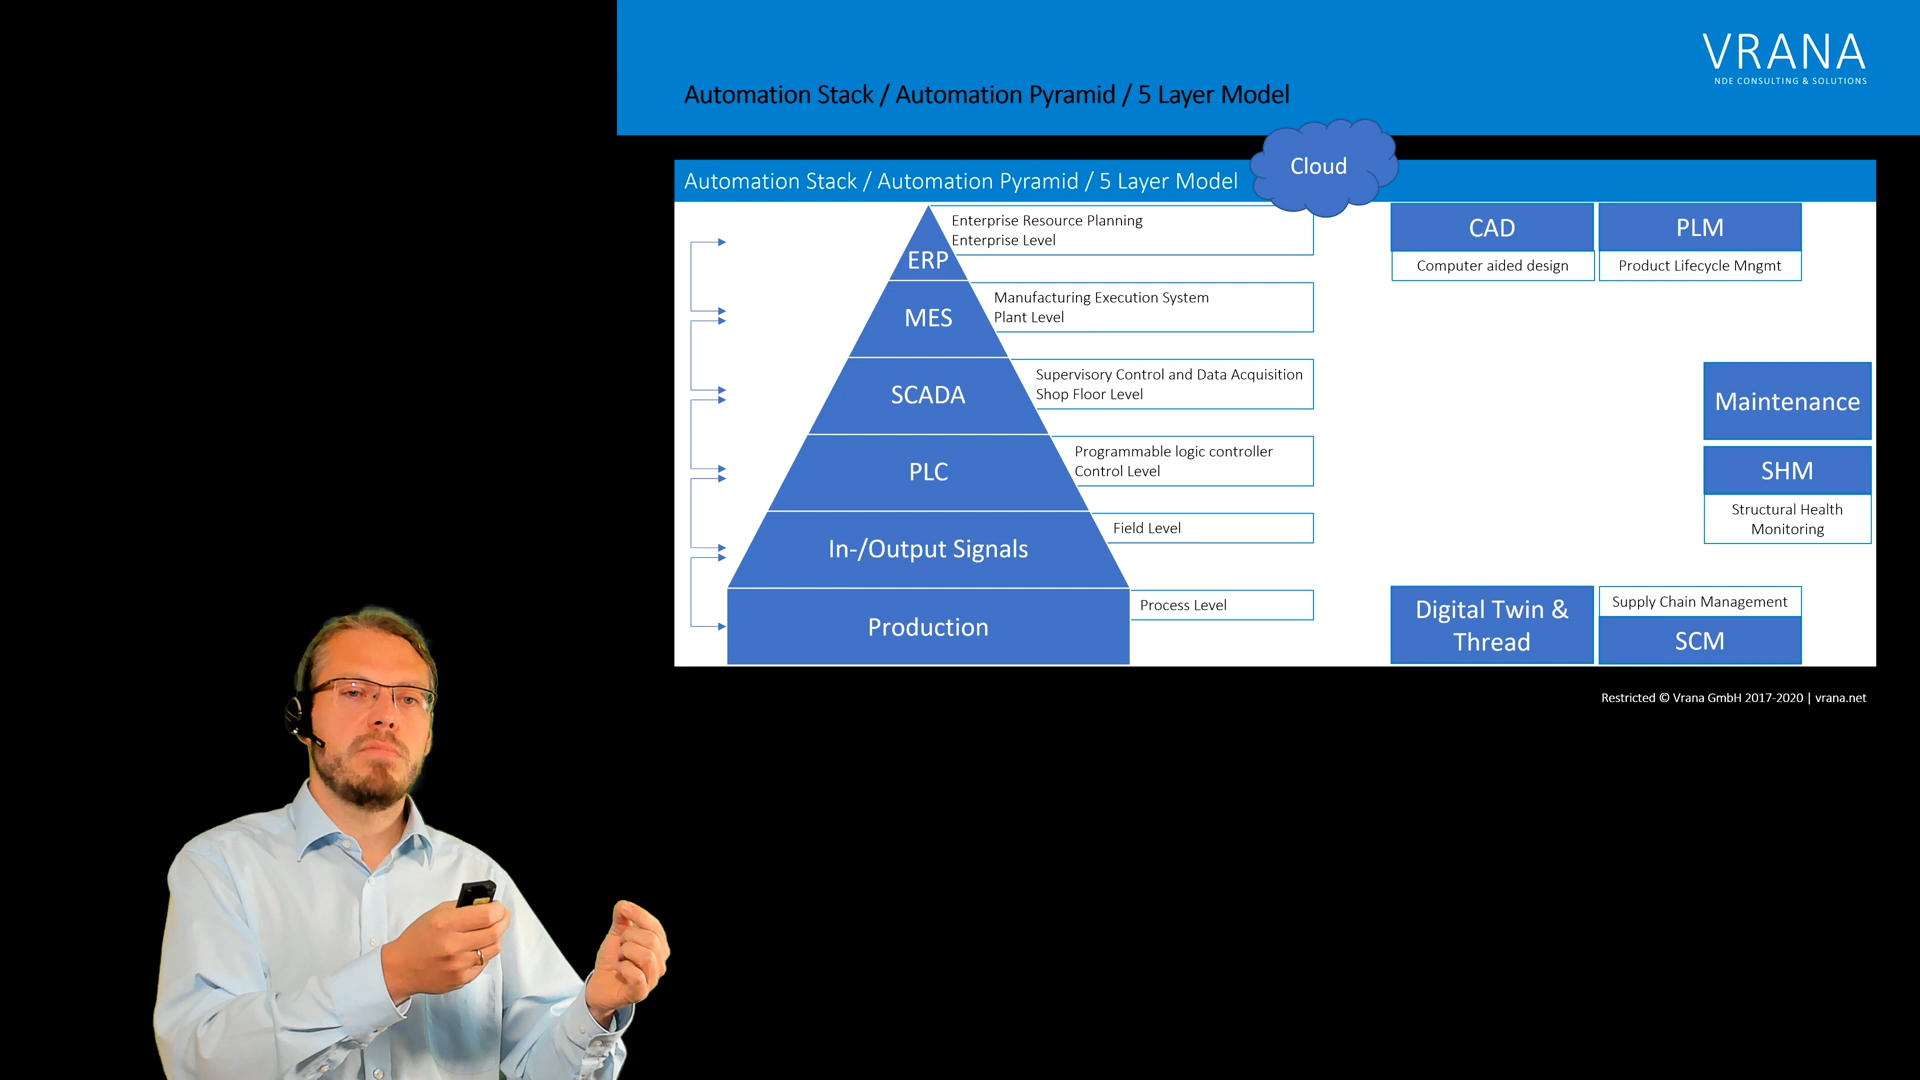 VRANA
NDE CONSULTING & SOLUTIONS
Automation Stack / Automation Pyramid / 5 Layer Model
Cloud
Automation Stack / Automation Pyramid / 5 Layer Model
Enterprise Resource Planning
Enterprise Level
ERP
Manufacturing Execution System
Plant Level
MES
Supervisory Control and Data Acquisition
Shop Floor Level
SCADA
Programmable logic controller
Control Level
PLC
Field Level
In-/Output Signals
Process Level
Production
CAD
Computer aided design
PLM
Product Lifecycle Mngmt
Maintenance
SHM
Structural Health
Monitoring
Digital Twin &
Thread
Supply Chain Management
SCM
Restricted © Vrana GmbH 2017-2020 | vrana.net